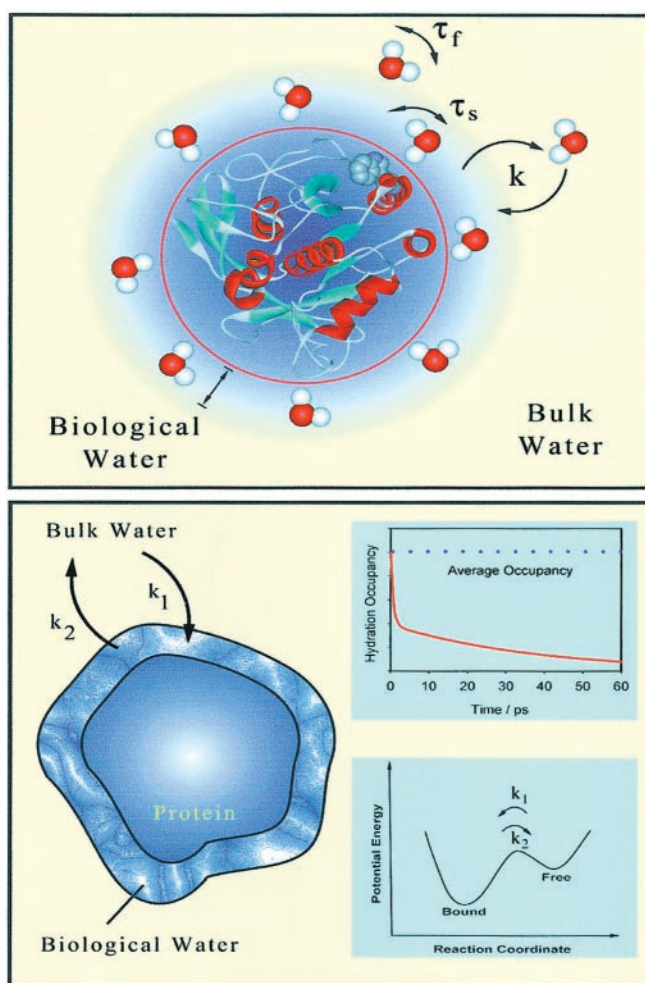 τf
τs
k
Biological
Water
Bulk
Water
Bulk Water
k2
k1
Protein
Biological Water
Hydration Occupancy
Average Occupancy
0 10 20 30 40 50 60
Time / ps
Potential Energy
k1
k2
Free
Bound
Reaction Coordinate